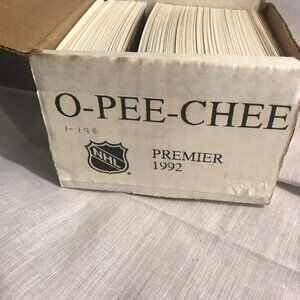 O-PEE-CHEE
1-198
NHL
PREMIER
1992